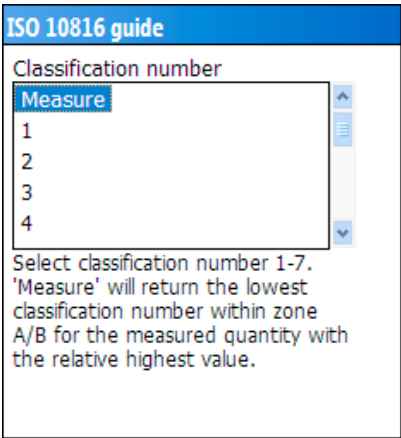 ISO 10816 guide
Classification number
Measure
1
2
3
4
Select classification number 1-7.
'Measure' will return the lowest
classification number within zone
A/B for the measured quantity with
the relative highest value.